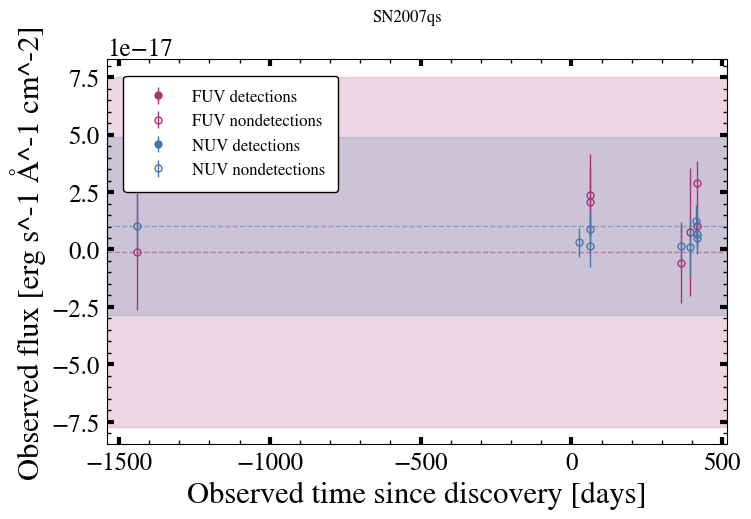 SN2007qs
1e−17
Observed flux [erg s^-1 Å^-1 cm^-2]
7.5
5.0
2.5
0.0
−2.5
−5.0
−7.5
FUV detections
FUV nondetections
NUV detections
NUV nondetections
−1500 −1000 −500 0 500
Observed time since discovery [days]